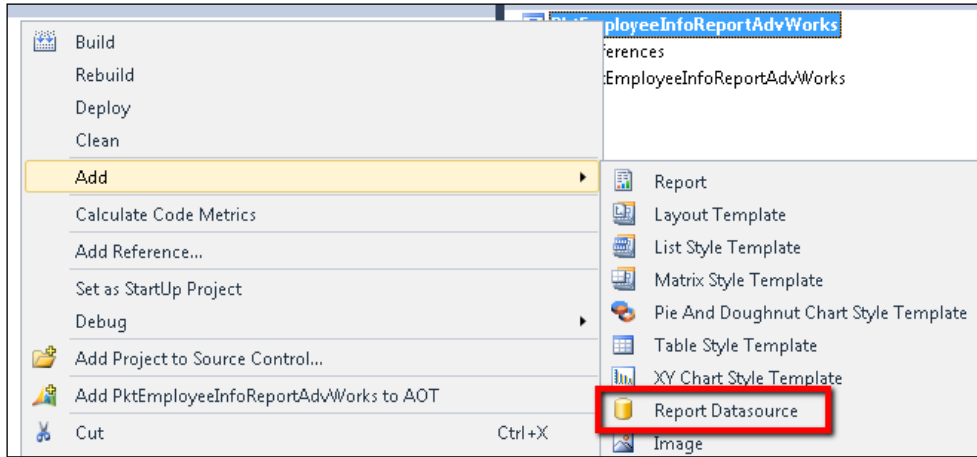 Build
Rebuild
Deploy
Clean
Add
Calculate Code Metrics
Add Reference...
Set as StartUp Project
Debug
Add Project to Source Control...
Add PktEmployeeInfoReportAdvWorks to AOT
Cut Ctrl+X
PktEmployeeInfoReportAdvWorks
ferences
tEmployeeInfoReportAdvWorks
Report
Layout Template
List Style Template
Matrix Style Template
Pie And Doughnut Chart Style Template
Table Style Template
XY Chart Style Template
Report Datasource
Image